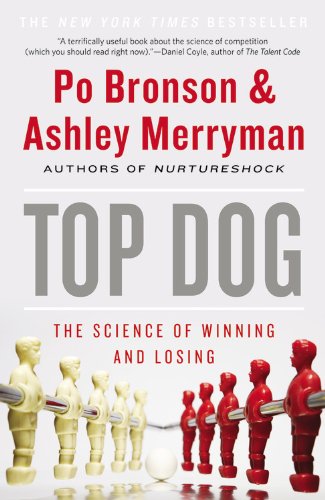 THE NEW YORK TIMES BESTSELLER
"A terrifically useful book about the science of competition
(which you should read right now)."—Daniel Coyle, author of The Talent Code
Po Bronson &
Ashley Merryman
AUTHORS OF NURTURESHOCK
TOP DOG
THE SCIENCE OF WINNING
AND LOSING